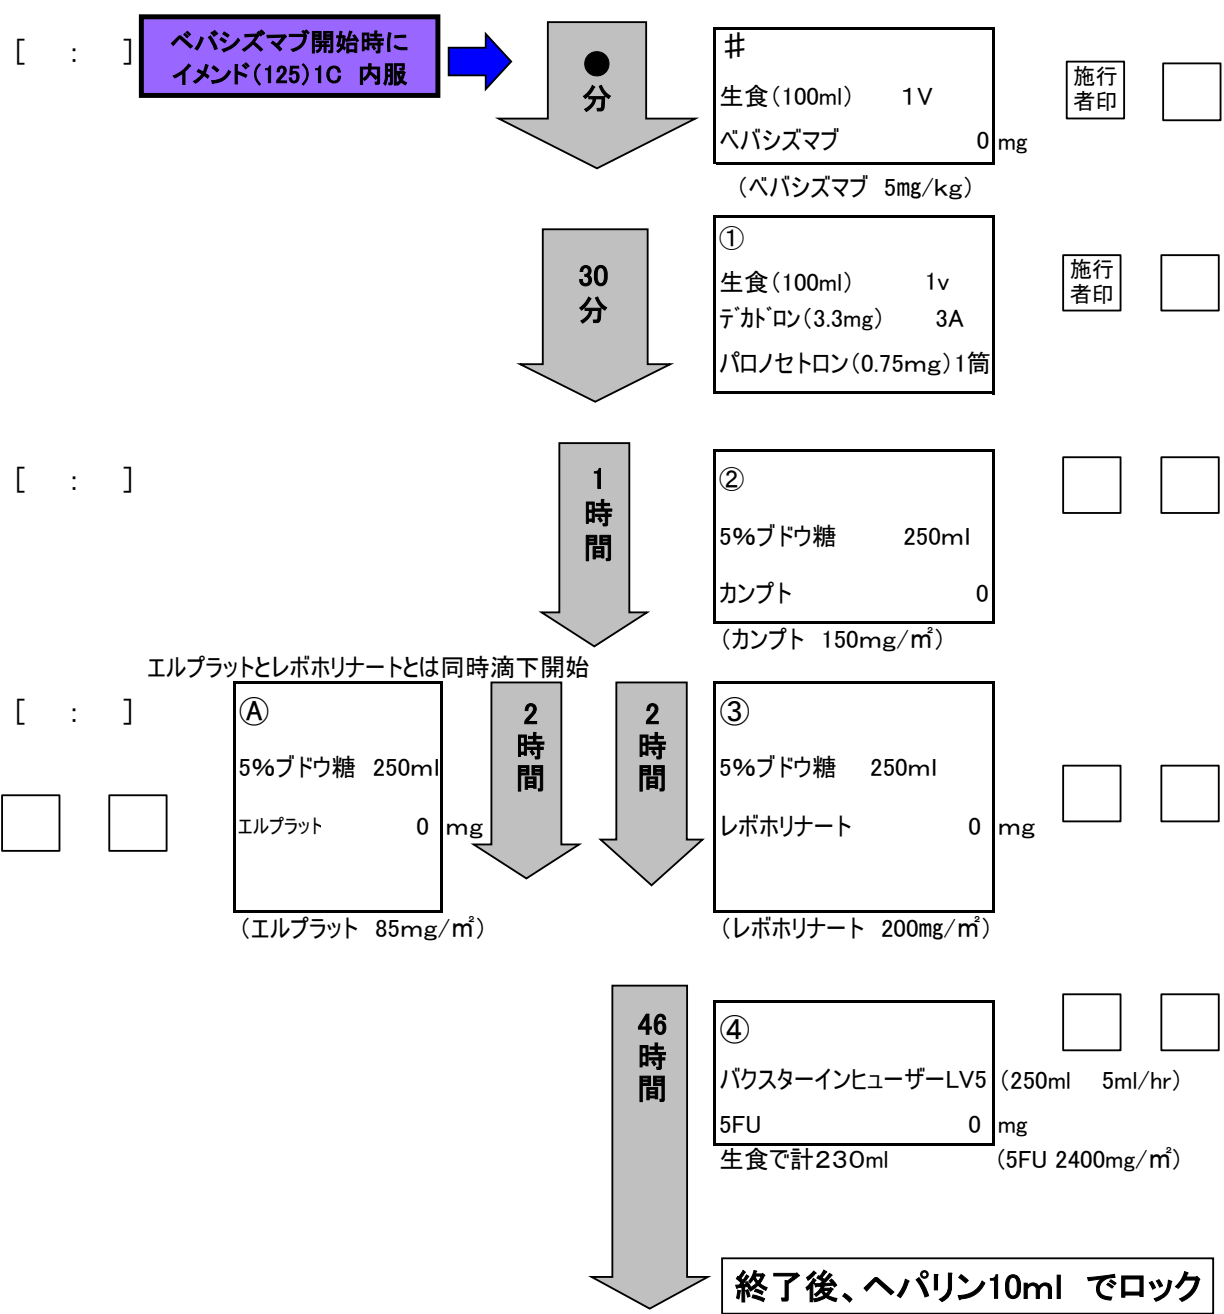 [　:　]
ベバシズマブ開始時に
イメンド(125)1C 内服
●
分
♯
生食(100ml) 1V
ベバシズマブ 0 mg
(ベバシズマブ 5mg/kg)
施行
者印
30
分
①
生食(100ml) 1v
デカドロン(3.3mg) 3A
パロノセトロン(0.75mg)1筒
施行
者印
[　:　]
1
時
間
②
5%ブドウ糖 250ml
カンプト 0
(カンプト 150mg/㎡)
エルプラットとレボホリナートとは同時滴下開始
[　:　]
Ⓐ
5%ブドウ糖 250ml
エルプラット 0 mg
(エルプラット 85mg/㎡)
2
時
間
2
時
間
③
5%ブドウ糖 250ml
レボホリナート 0 mg
(レボホリナート 200mg/㎡)
46
時
間
④
バクスターインヒューザーLV5 (250ml 5ml/hr)
5FU 0 mg
生食で計230ml (5FU 2400mg/㎡)
終了後、ヘパリン10ml でロック